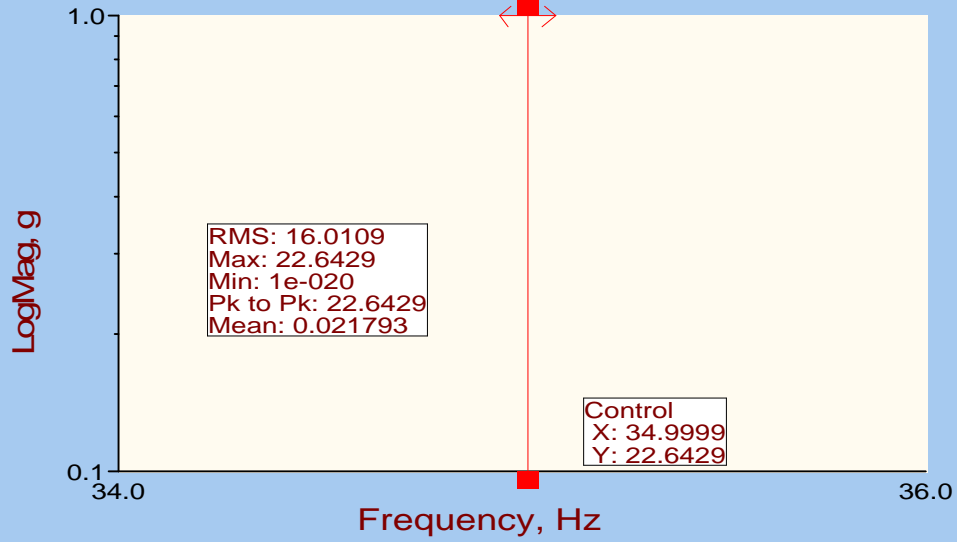 1.0
LogMag, g
RMS: 16.0109
Max: 22.6429
Min: 1e-020
Pk to Pk: 22.6429
Mean: 0.021793
Control
X: 34.9999
Y: 22.6429
0.1
34.0
36.0
Frequency, Hz